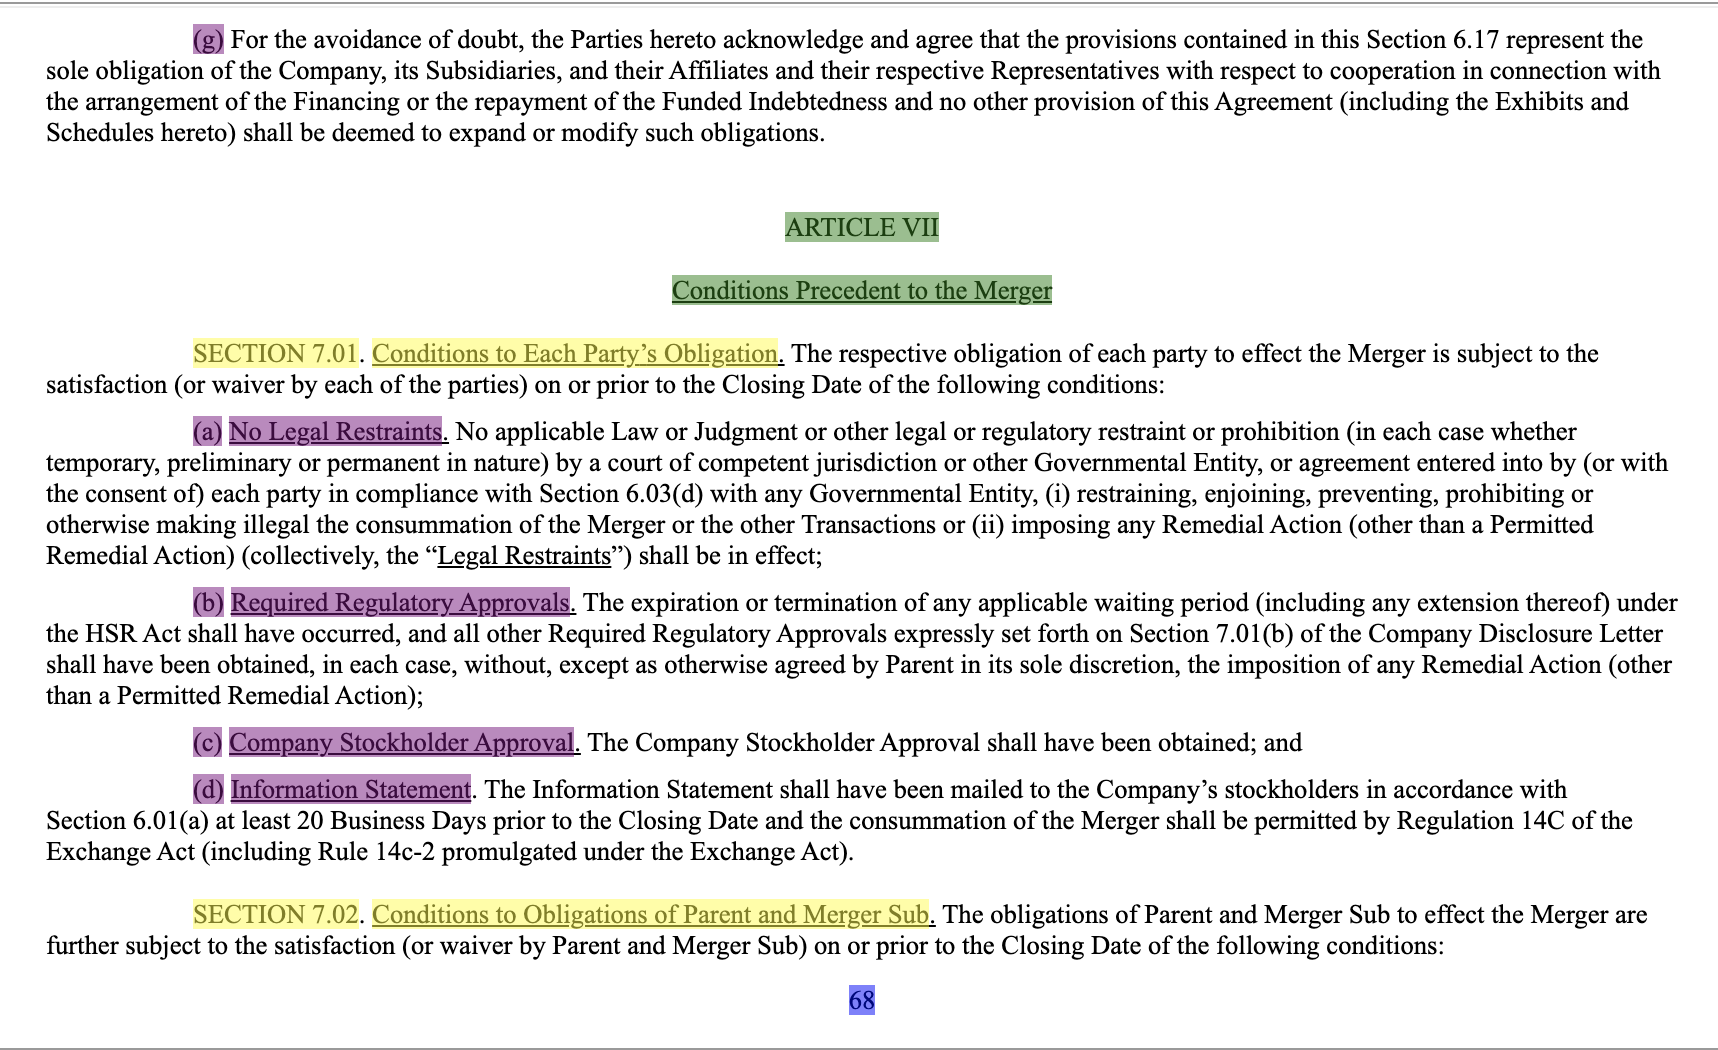 (g) For the avoidance of doubt, the Parties hereto acknowledge and agree that the provisions contained in this Section 6.17 represent the
sole obligation of the Company, its Subsidiaries, and their Affiliates and their respective Representatives with respect to cooperation in connection with
the arrangement of the Financing or the repayment of the Funded Indebtedness and no other provision of this Agreement (including the Exhibits and
Schedules hereto) shall be deemed to expand or modify such obligations.
ARTICLE VII
Conditions Precedent to the Merger
SECTION 7.01. Conditions to Each Party’s Obligation. The respective obligation of each party to effect the Merger is subject to the
satisfaction (or waiver by each of the parties) on or prior to the Closing Date of the following conditions:
(a) No Legal Restraints. No applicable Law or Judgment or other legal or regulatory restraint or prohibition (in each case whether
temporary, preliminary or permanent in nature) by a court of competent jurisdiction or other Governmental Entity, or agreement entered into by (or with
the consent of) each party in compliance with Section 6.03(d) with any Governmental Entity, (i) restraining, enjoining, preventing, prohibiting or
otherwise making illegal the consummation of the Merger or the other Transactions or (ii) imposing any Remedial Action (other than a Permitted
Remedial Action) (collectively, the “Legal Restraints”) shall be in effect;
(b) Required Regulatory Approvals. The expiration or termination of any applicable waiting period (including any extension thereof) under
the HSR Act shall have occurred, and all other Required Regulatory Approvals expressly set forth on Section 7.01(b) of the Company Disclosure Letter
shall have been obtained, in each case, without, except as otherwise agreed by Parent in its sole discretion, the imposition of any Remedial Action (other
than a Permitted Remedial Action);
(c) Company Stockholder Approval. The Company Stockholder Approval shall have been obtained; and
(d) Information Statement. The Information Statement shall have been mailed to the Company’s stockholders in accordance with
Section 6.01(a) at least 20 Business Days prior to the Closing Date and the consummation of the Merger shall be permitted by Regulation 14C of the
Exchange Act (including Rule 14c-2 promulgated under the Exchange Act).
SECTION 7.02. Conditions to Obligations of Parent and Merger Sub. The obligations of Parent and Merger Sub to effect the Merger are
further subject to the satisfaction (or waiver by Parent and Merger Sub) on or prior to the Closing Date of the following conditions:
68